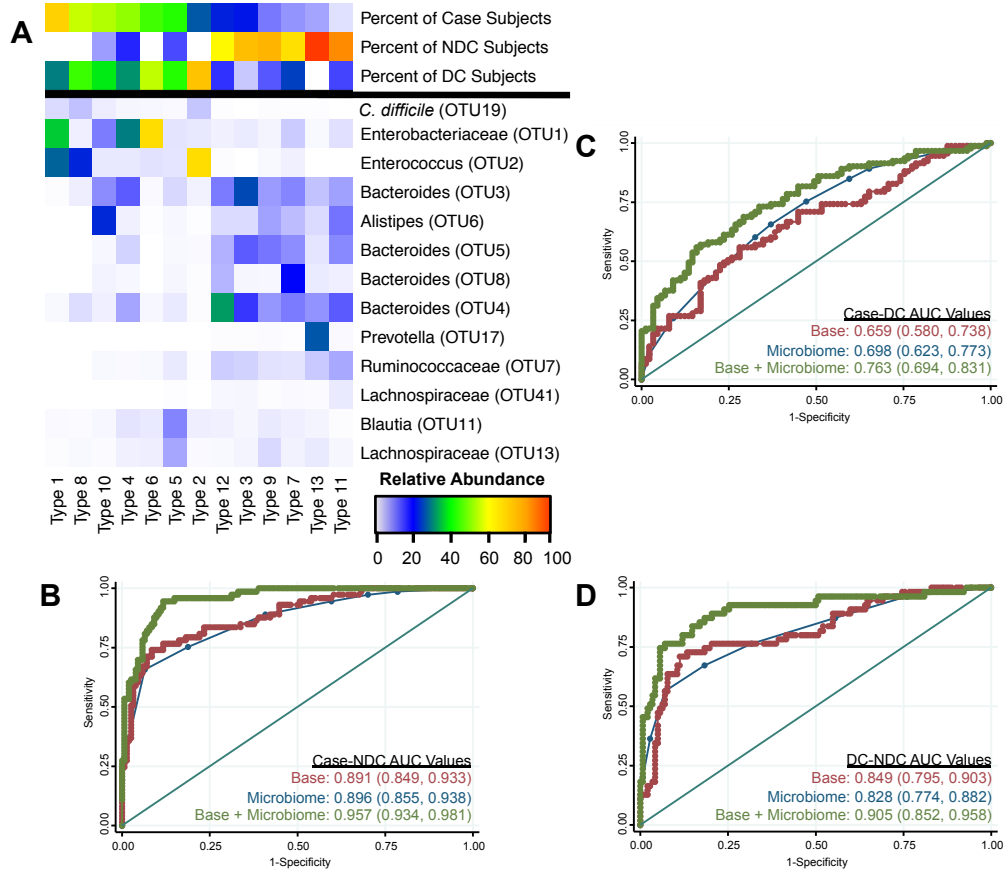 A
Percent of Case Subjects
Percent of NDC Subjects
Percent of DC Subjects
C. difficile (OTU19)
Enterobacteriaceae (OTU1)
Enterococcus (OTU2)
Bacteroides (OTU3)
Alistipes (OTU6)
Bacteroides (OTU5)
Bacteroides (OTU8)
Bacteroides (OTU4)
Prevotella (OTU17)
Ruminococcaceae (OTU7)
Lachnospiraceae (OTU41)
Blautia (OTU11)
Lachnospiraceae (OTU13)
Type 1
Type 8
Type 10
Type 4
Type 6
Type 5
Type 2
Type 12
Type 3
Type 9
Type 7
Type 13
Type 11
Relative Abundance
0 20 40 60 80 100
C
Sensitivity
1.00
0.75
0.50
0.25
0.00
Case-DC AUC Values
Base: 0.659 (0.580, 0.738)
Microbiome: 0.698 (0.623, 0.773)
Base + Microbiome: 0.763 (0.694, 0.831)
0.00 0.25 0.50 0.75 1.00
1-Specificity
B
Sensitivity
1.00
0.75
0.50
0.25
0.00
Case-NDC AUC Values
Base: 0.891 (0.849, 0.933)
Microbiome: 0.896 (0.855, 0.938)
Base + Microbiome: 0.957 (0.934, 0.981)
0.00 0.25 0.50 0.75 1.00
1-Specificity
D
Sensitivity
1.00
0.75
0.50
0.25
0.00
DC-NDC AUC Values
Base: 0.849 (0.795, 0.903)
Microbiome: 0.828 (0.774, 0.882)
Base + Microbiome: 0.905 (0.852, 0.958)
0.00 0.25 0.50 0.75 1.00
1-Specificity